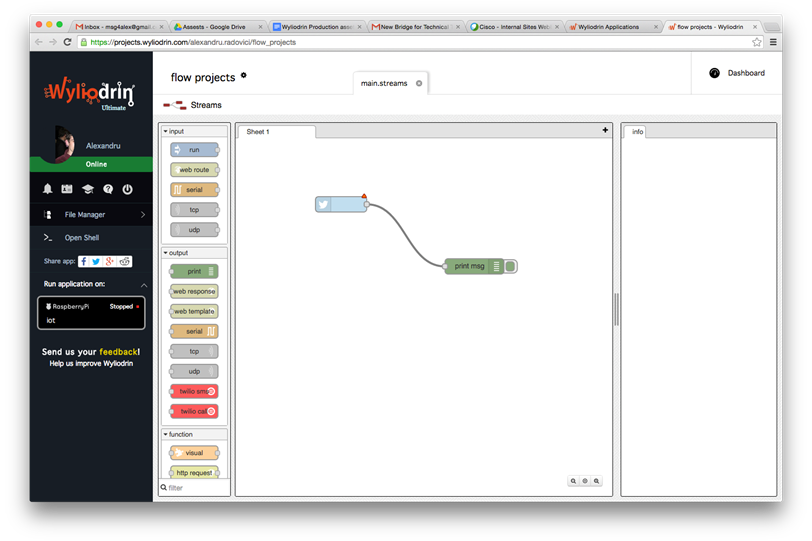 Inbox - msg4alex@gmail.c
Assests - Google Drive
Wyliodrin Production asse
New Bridge for Technical
Cisco - Internal Sites Web
Wyliodrin Applications
flow projects - Wyliodrin
https://projects.wyliodrin.com/alexandru.radovici/flow_projects
Wyliodrin
Ultimate
flow projects
main.streams
Dashboard
Streams
Alexandru
Online
File Manager
Open Shell
Share app:
Run application on:
RaspberryPi Stopped
iot
Send us your feedback!
Help us improve Wyliodrin
input
run
web route
serial
tcp
udp
output
print
web response
web template
serial
tcp
udp
twilio sms
twilio call
function
visual
http request
filter
Sheet 1
+
print msg
info